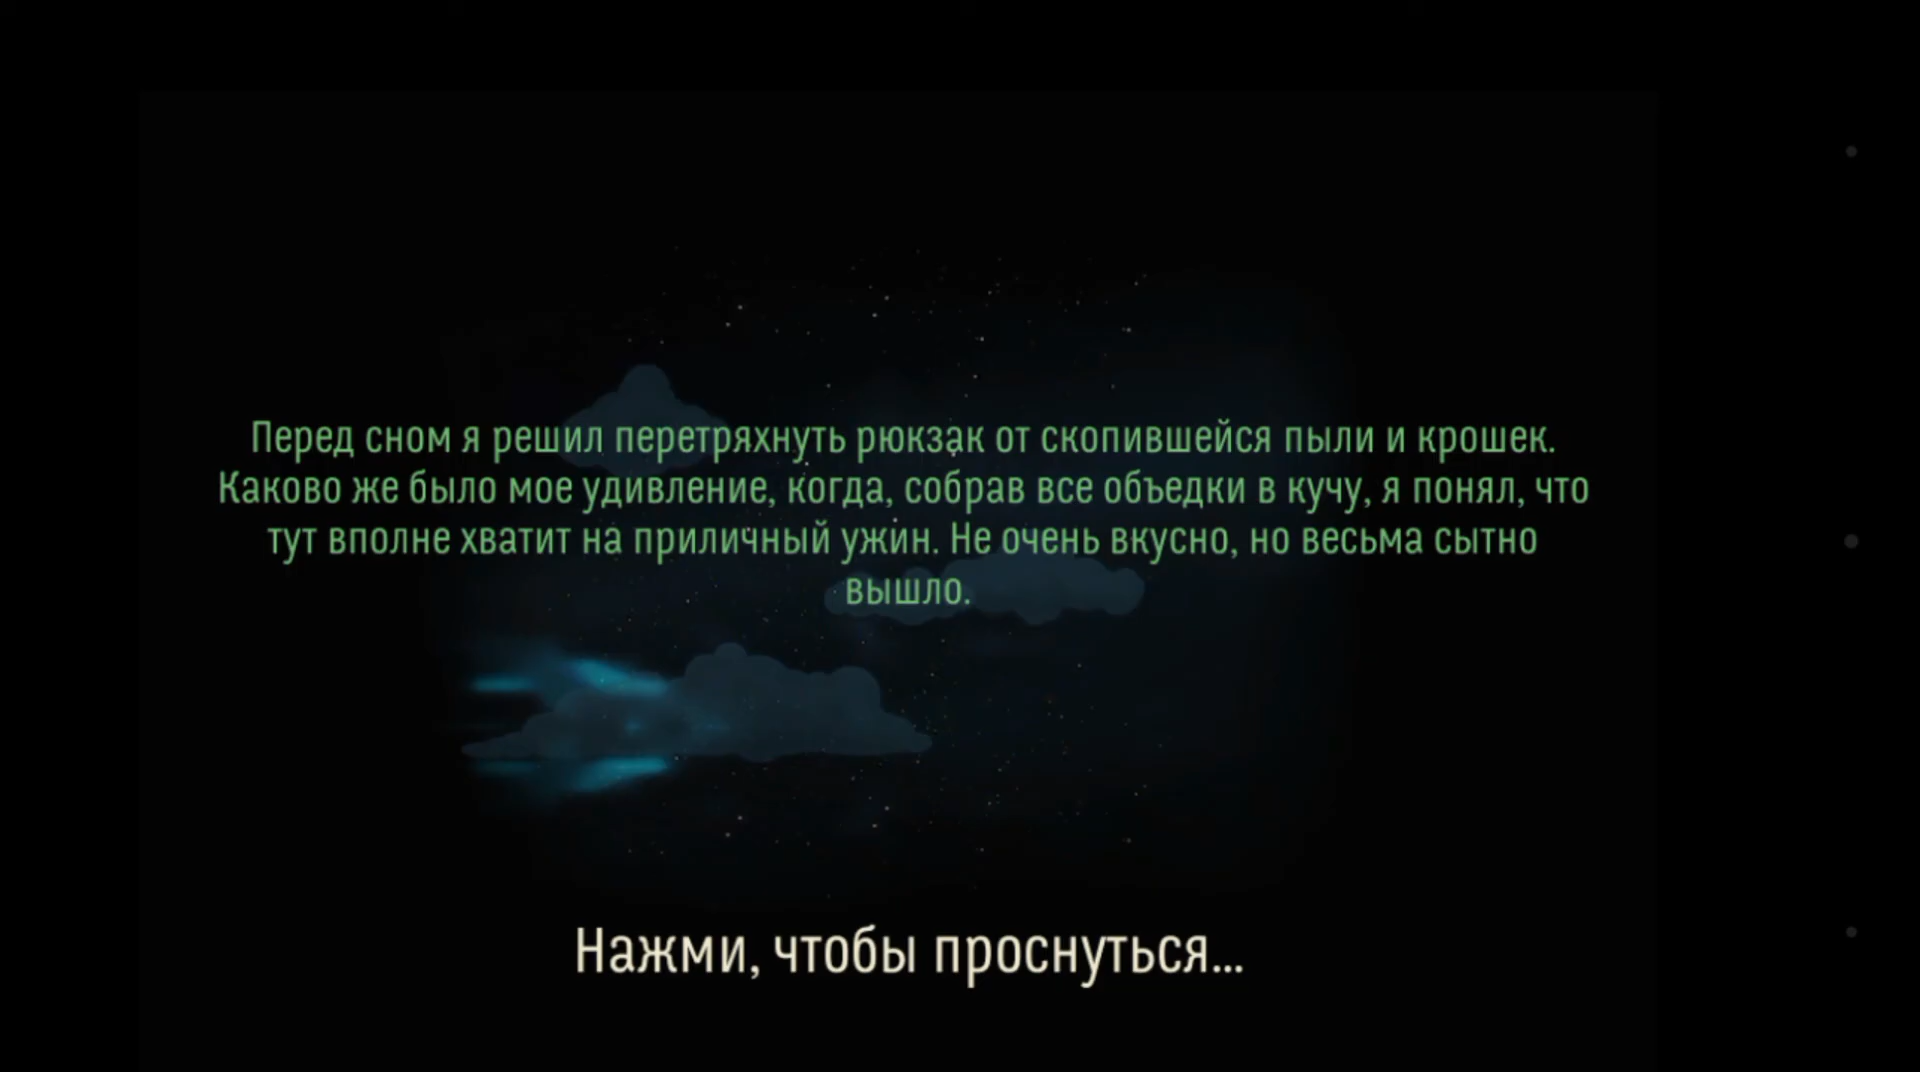 Перед сном я решил перетряхнуть рюкзак от скопившейся пыли и крошек.
Каково же было мое удивление, когда, собрав все объедки в кучу, я понял, что
тут вполне хватит на приличный ужин. Не очень вкусно, но весьма сытно
вышло.
Нажми, чтобы проснуться...